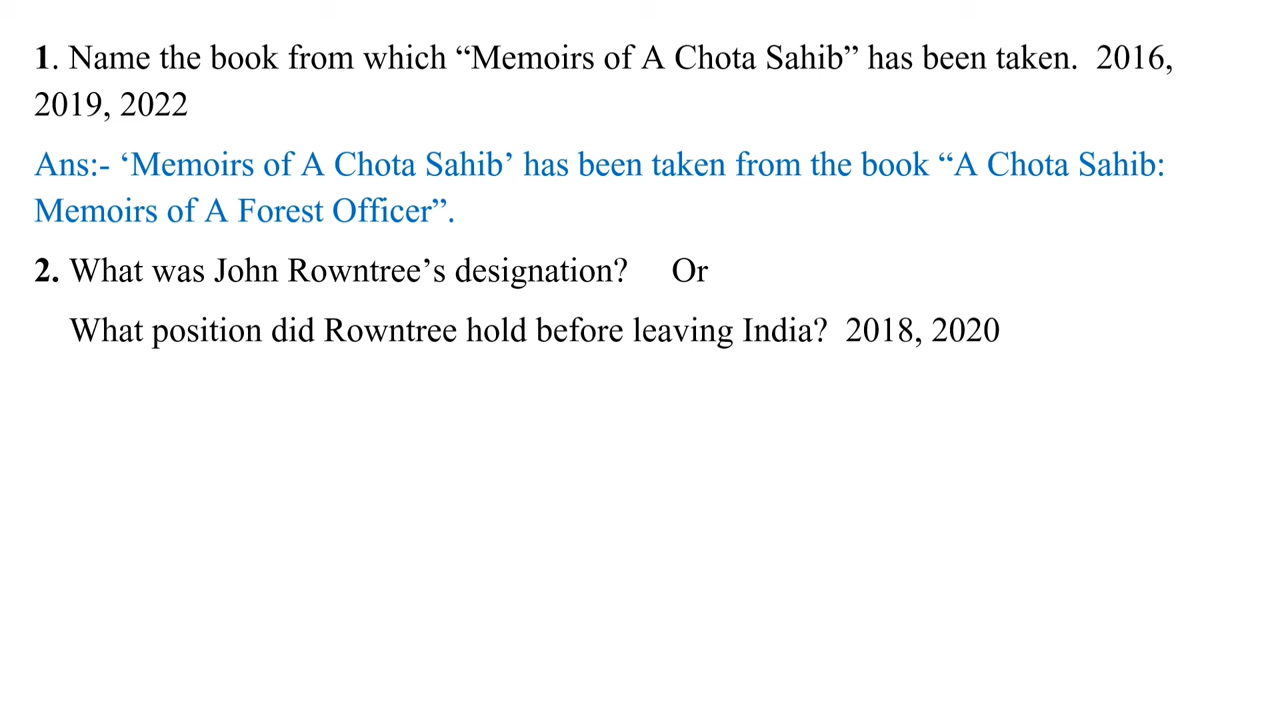 1. Name the book from which “Memoirs of A Chota Sahib” has been taken. 2016,
2019, 2022
Ans:- ‘Memoirs of A Chota Sahib’ has been taken from the book “A Chota Sahib:
Memoirs of A Forest Officer”.
2. What was John Rowntree’s designation? Or
What position did Rowntree hold before leaving India? 2018, 2020